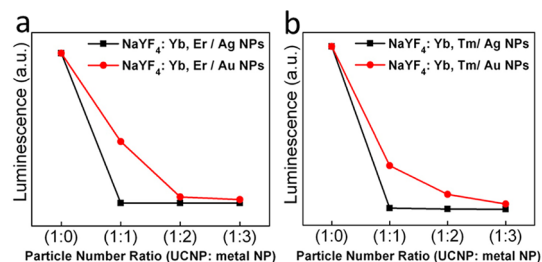 a
NaYF4: Yb, Er / Ag NPs
NaYF4: Yb, Er / Au NPs
Luminescence (a.u.)
(1:0) (1:1) (1:2) (1:3)
Particle Number Ratio (UCNP: metal NP)
b
NaYF4: Yb, Tm/ Ag NPs
NaYF4: Yb, Tm/ Au NPs
Luminescence (a.u.)
(1:0) (1:1) (1:2) (1:3)
Particle Number Ratio (UCNP: metal NP)